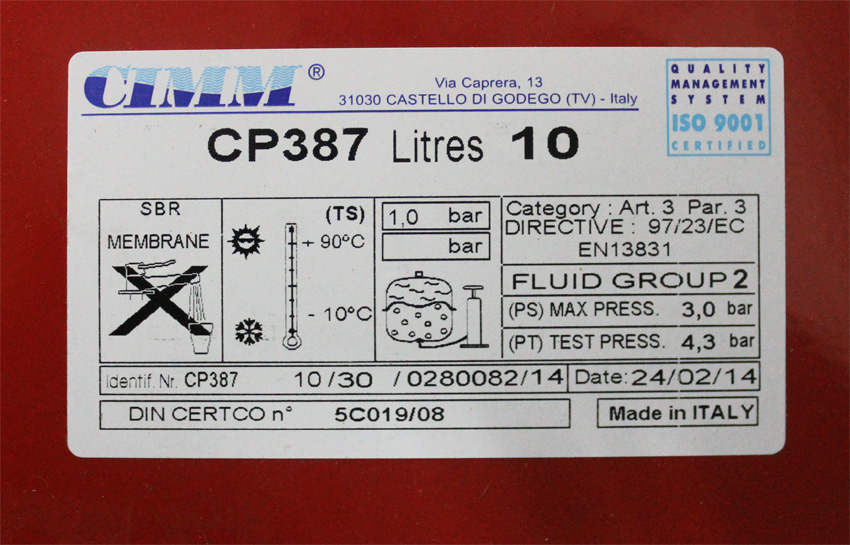 CIMM®
Via Caprera, 13
31030 CASTELLO DI GODEGO (TV) - Italy
QUALITY
MANAGEMENT
SYSTEM
ISO 9001
CERTIFIED
CP387 Litres 10
SBR
MEMBRANE
(TS)
+ 90°C
- 10°C
1,0 bar
bar
Category : Art. 3 Par. 3
DIRECTIVE : 97/23/EC
EN13831
FLUID GROUP 2
(PS) MAX PRESS. 3,0 bar
(PT) TEST PRESS. 4,3 bar
Identif. Nr. CP387 10/30 /0280082/14 Date: 24/02/14
DIN CERTCO n° 5C019/08 Made in ITALY